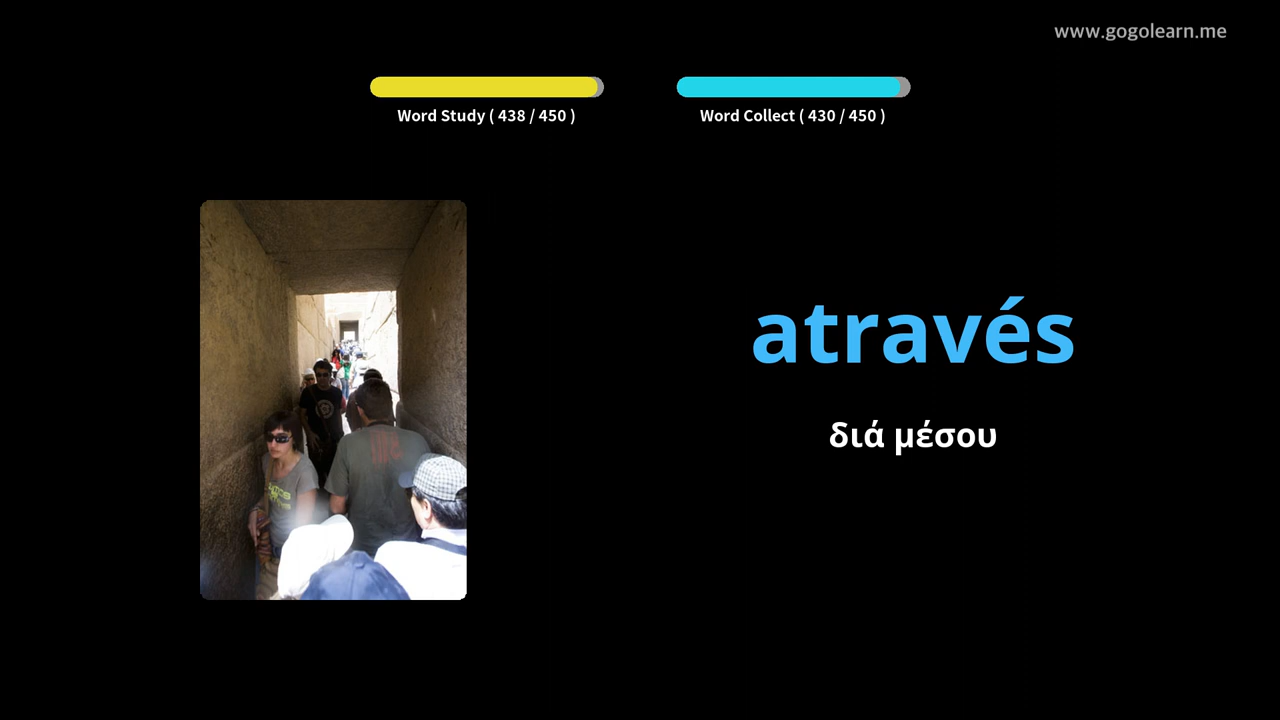 www.gogolearn.me
Word Study ( 438 / 450 )
Word Collect ( 430 / 450 )
através
διά μέσου